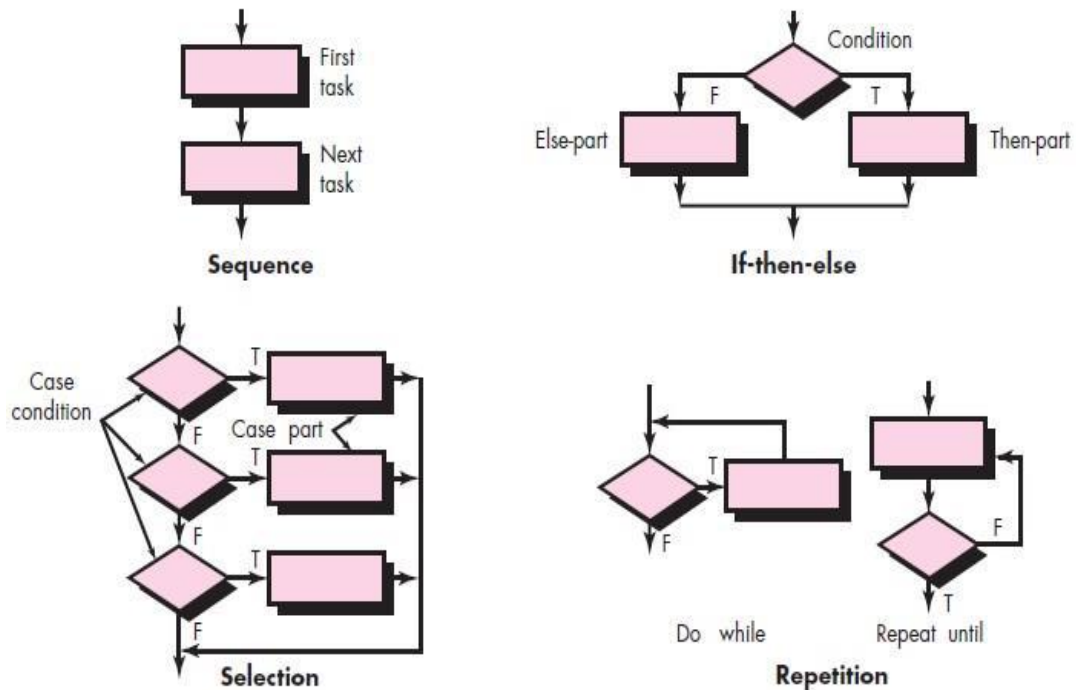 First
task
Next
task
Sequence
Condition
F
T
Else-part
Then-part
If-then-else
Case
condition
T
F
Case part
T
F
T
F
Selection
T
F
Do while
F
T
Repeat until
Repetition